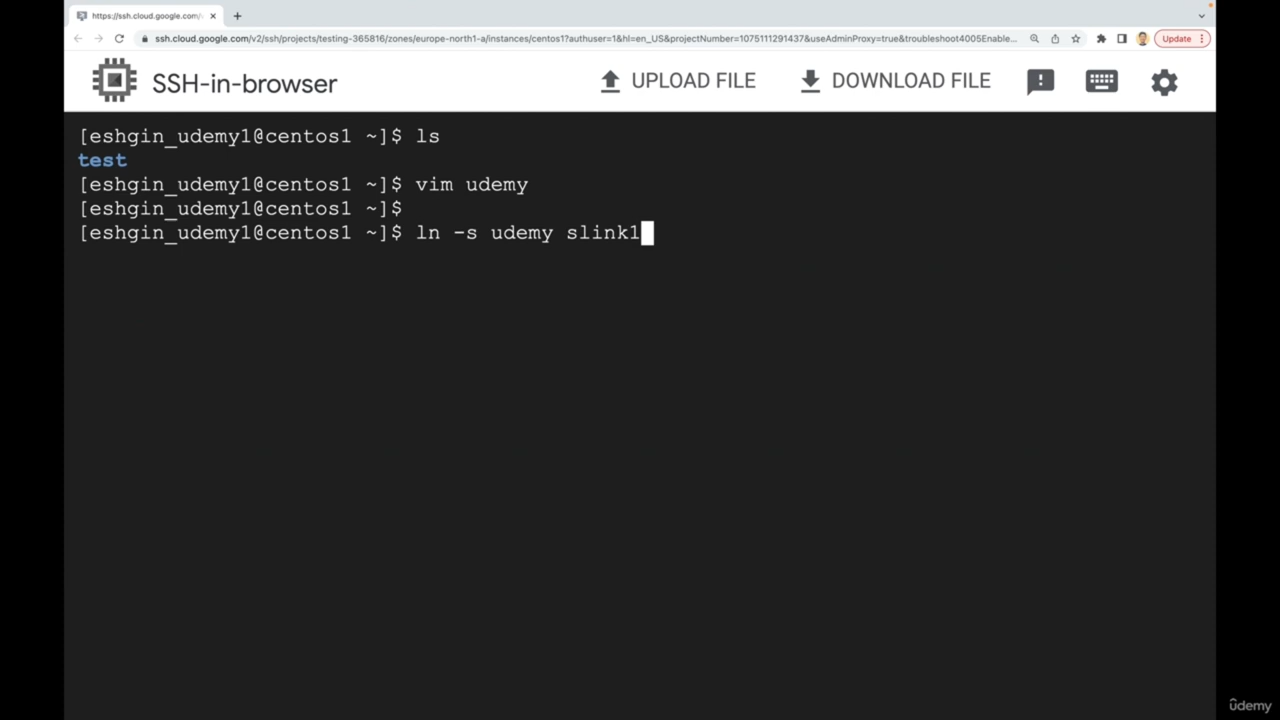 https://ssh.cloud.google.com/v
ssh.cloud.google.com/v2/ssh/projects/testing-365816/zones/europe-north1-a/instances/centos1?authuser=1&hl=en_US&projectNumber=1075111291437&useAdminProxy=true&troubleshoot4005Enable...
Update
SSH-in-browser
UPLOAD FILE
DOWNLOAD FILE
[eshgin_udemy1@centos1 ~]$ ls
test
[eshgin_udemy1@centos1 ~]$ vim udemy
[eshgin_udemy1@centos1 ~]$
[eshgin_udemy1@centos1 ~]$ ln -s udemy slink1
udemy